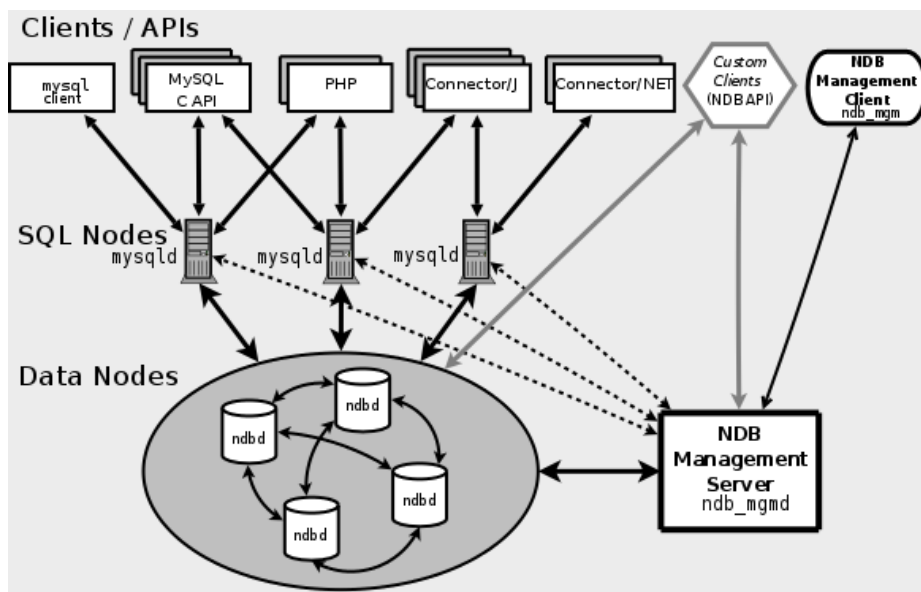 Clients / APIs
mysql
client
MySQL
C API
PHP
Connector/J
Connector/NET
Custom
Clients
(NDBAPI)
NDB
Management
Client
ndb_mgm
SQL Nodes
mysqld
mysqld
mysqld
Data Nodes
ndbd
ndbd
ndbd
ndbd
NDB
Management
Server
ndb_mgmd